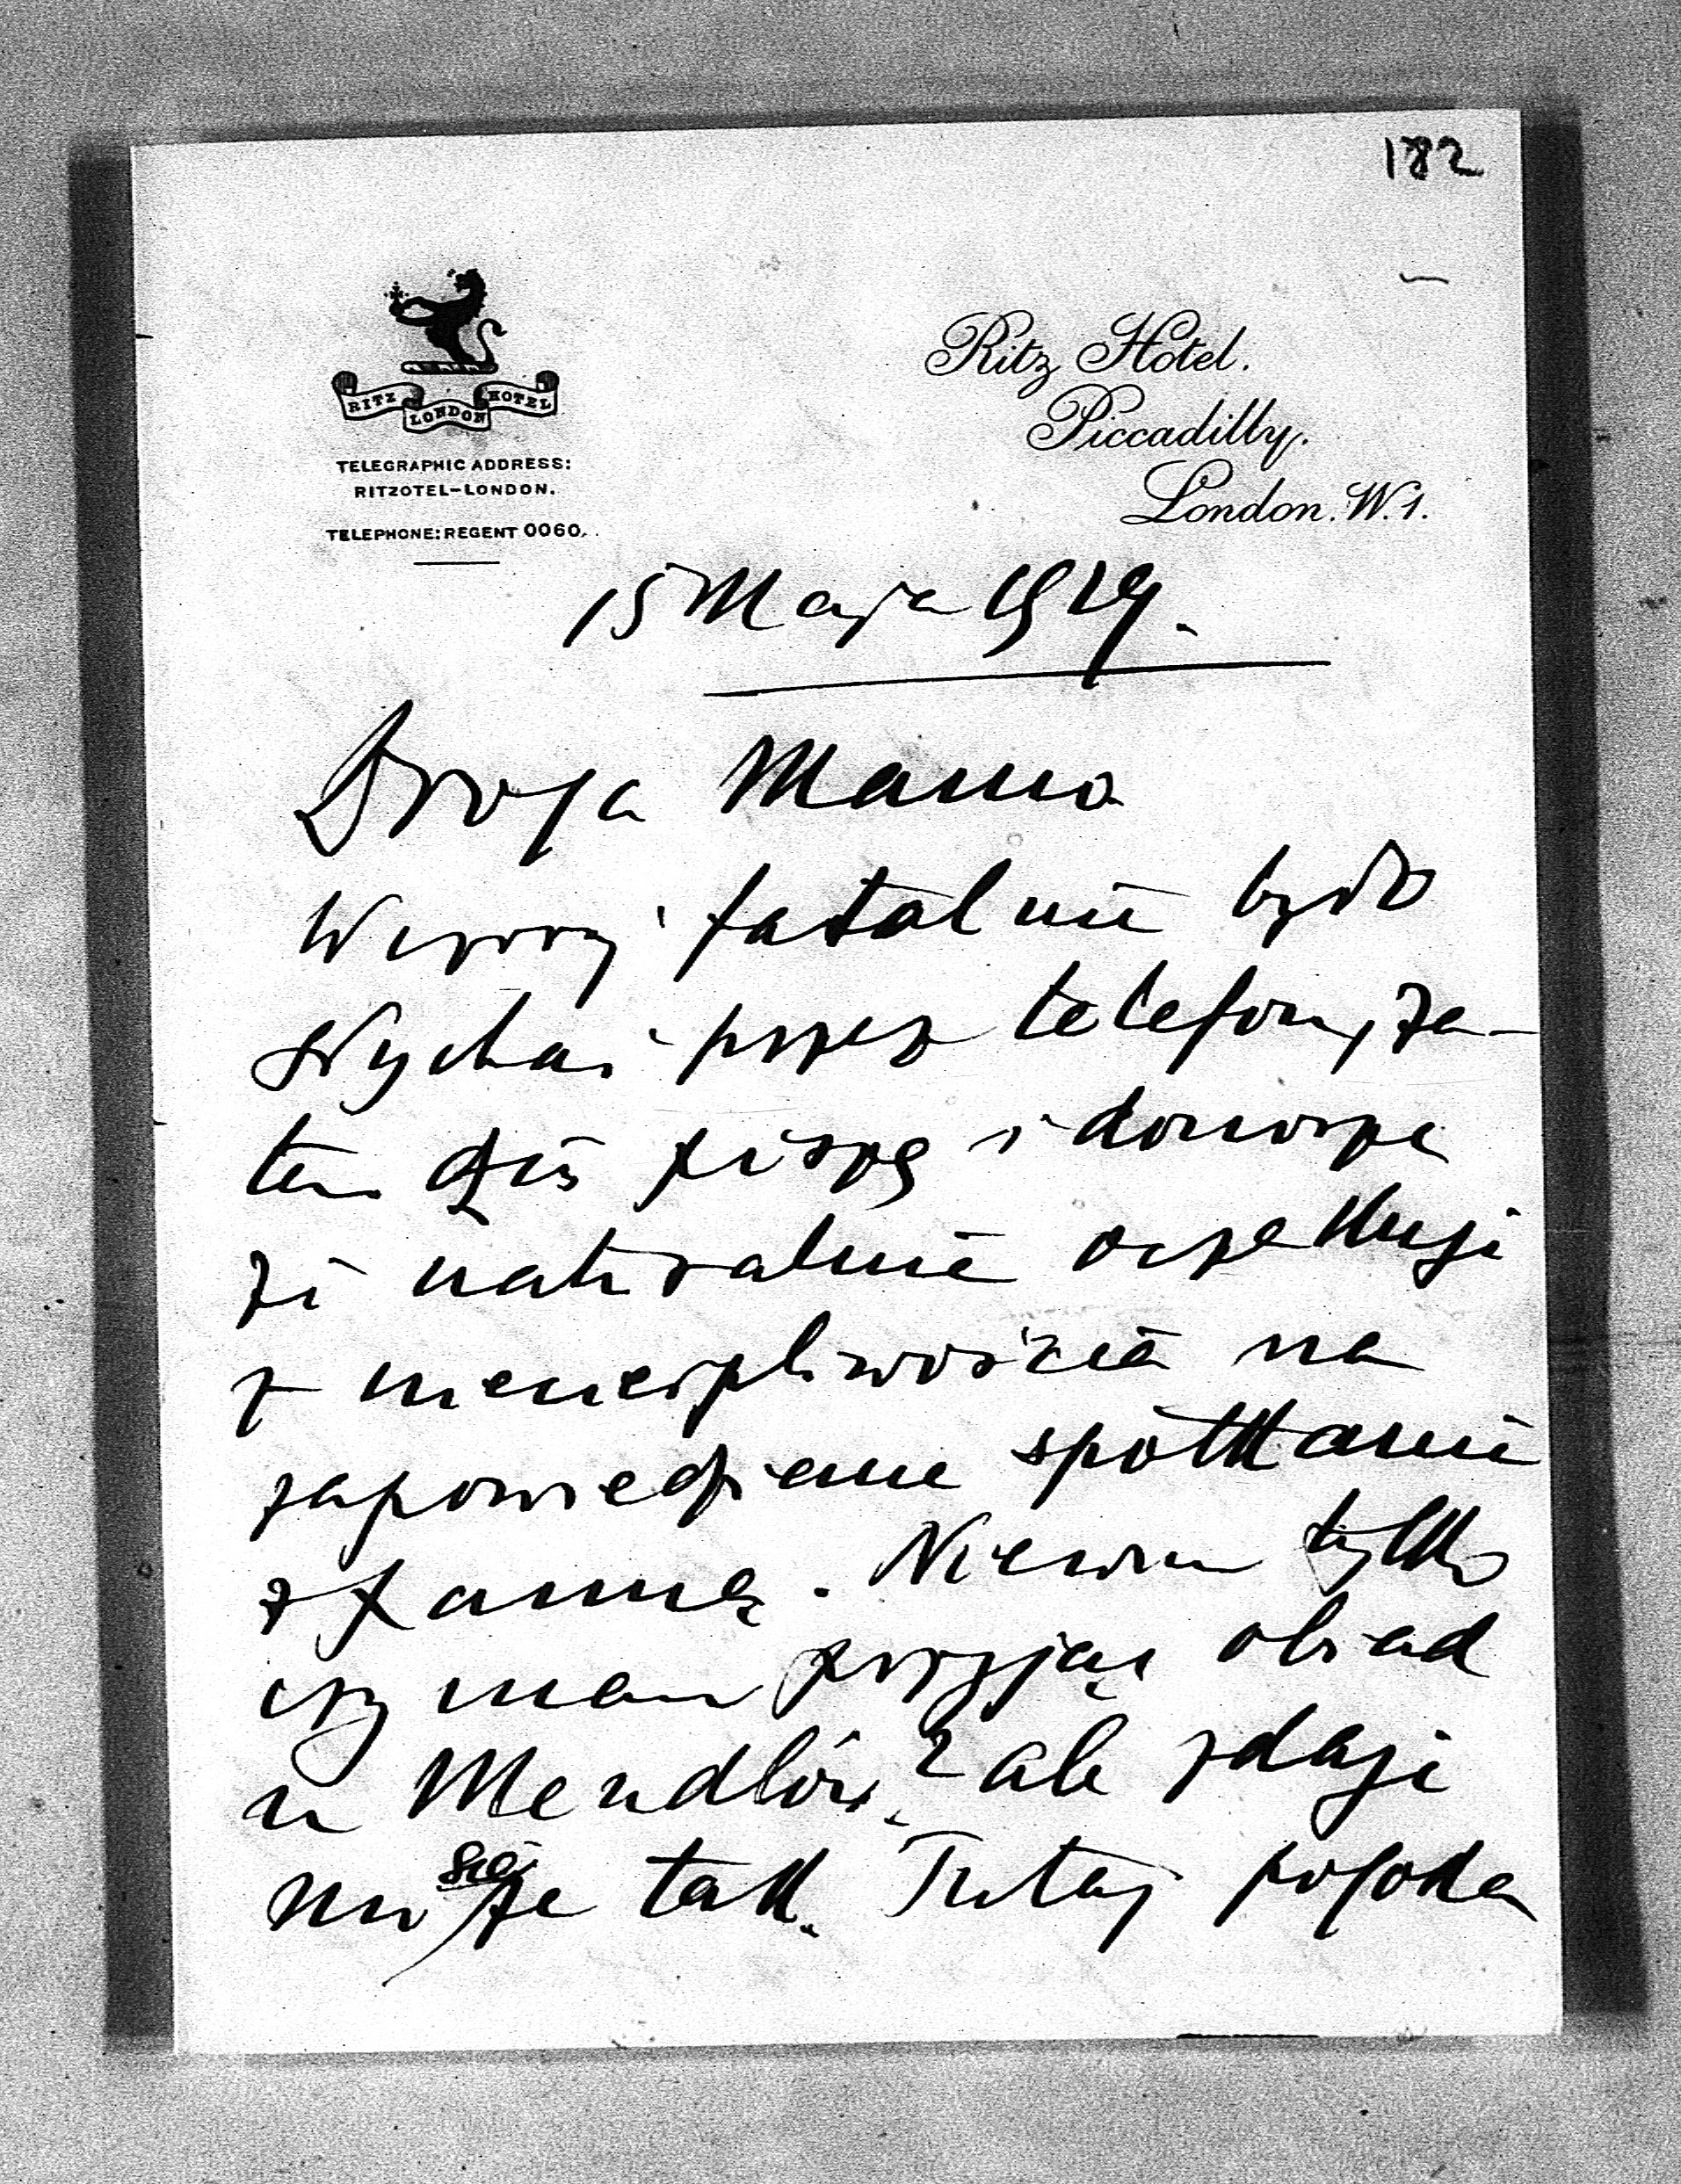 182
RITZ LONDON HOTEL
TELEGRAPHIC ADDRESS:
RITZOTEL-LONDON.
TELEPHONE: REGENT 0060.
Ritz Hotel.
Piccadilly.
London. W.1.
15 Maja 1929.
Droga Mamo
Wczoraj fatalnie było
słychać przez telefon, za-
tem dziś piszę i donoszę
że naturalnie oczekuję
z niecierpliwością na
zapowiedziane spółkanie
z Panną. Niewiem tylko
czy mam przyjąć obiad
u Mendlów? ale zdaje
mi się że tak. Tutaj pogoda